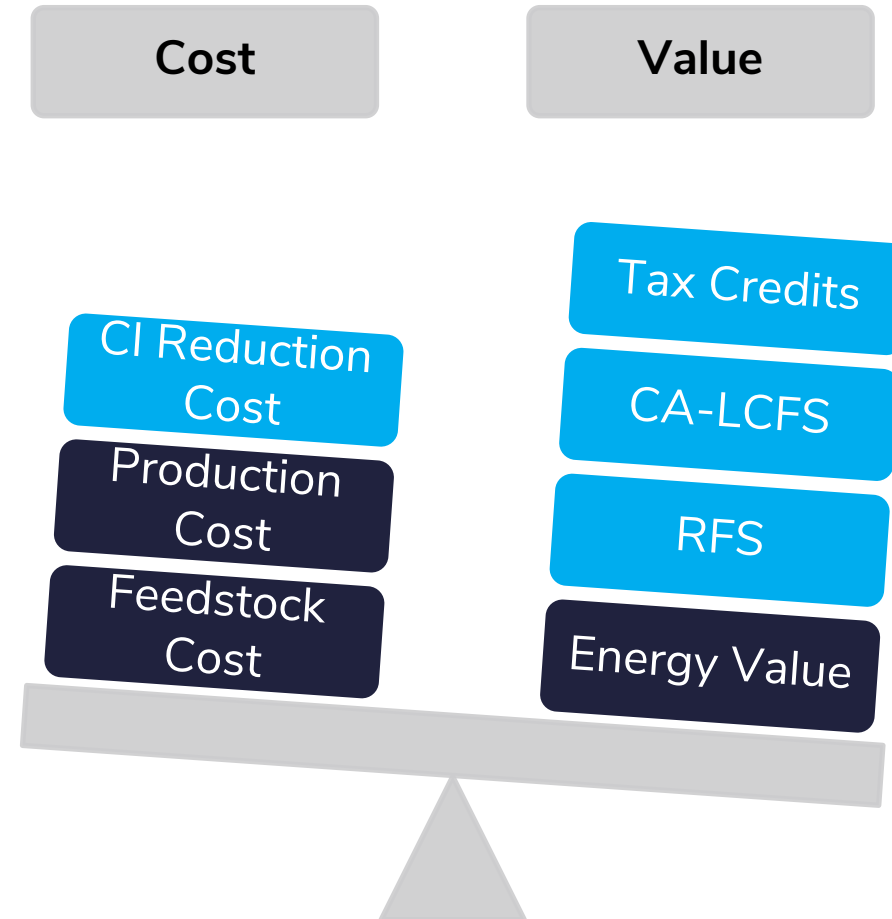 Cost
Value
CI Reduction
Cost
Production
Cost
Feedstock
Cost
Tax Credits
CA-LCFS
RFS
Energy Value